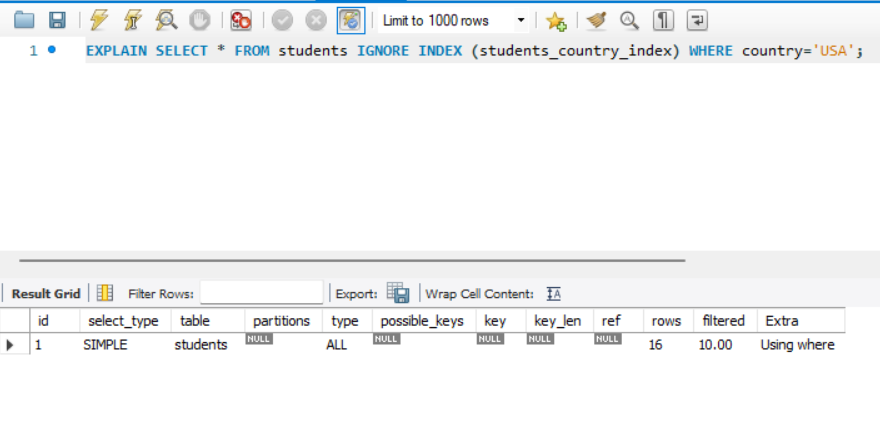 Limit to 1000 rows
1 EXPLAIN SELECT * FROM students IGNORE INDEX (students_country_index) WHERE country='USA';
Result Grid Filter Rows: Export: Wrap Cell Content: IA
id select_type table partitions type possible_keys key key_len ref rows filtered Extra
1 SIMPLE students NULL ALL NULL NULL NULL NULL 16 10.00 Using where